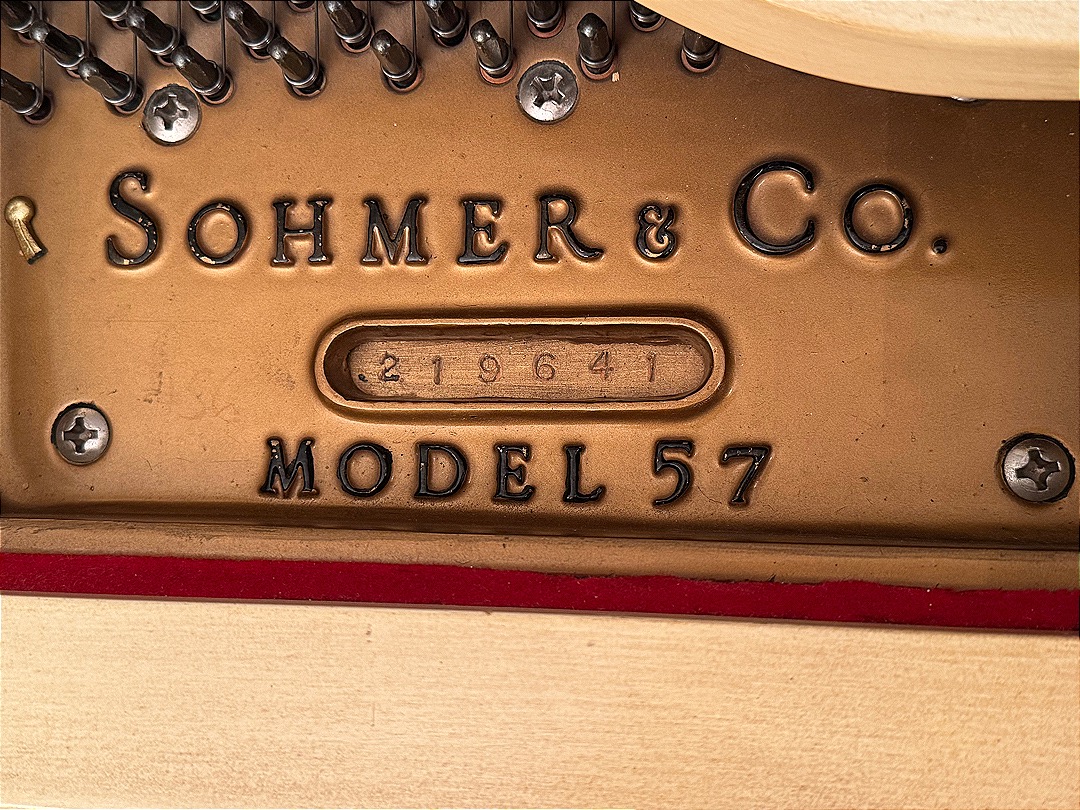 SOHMER & CO.
219641
MODEL 57